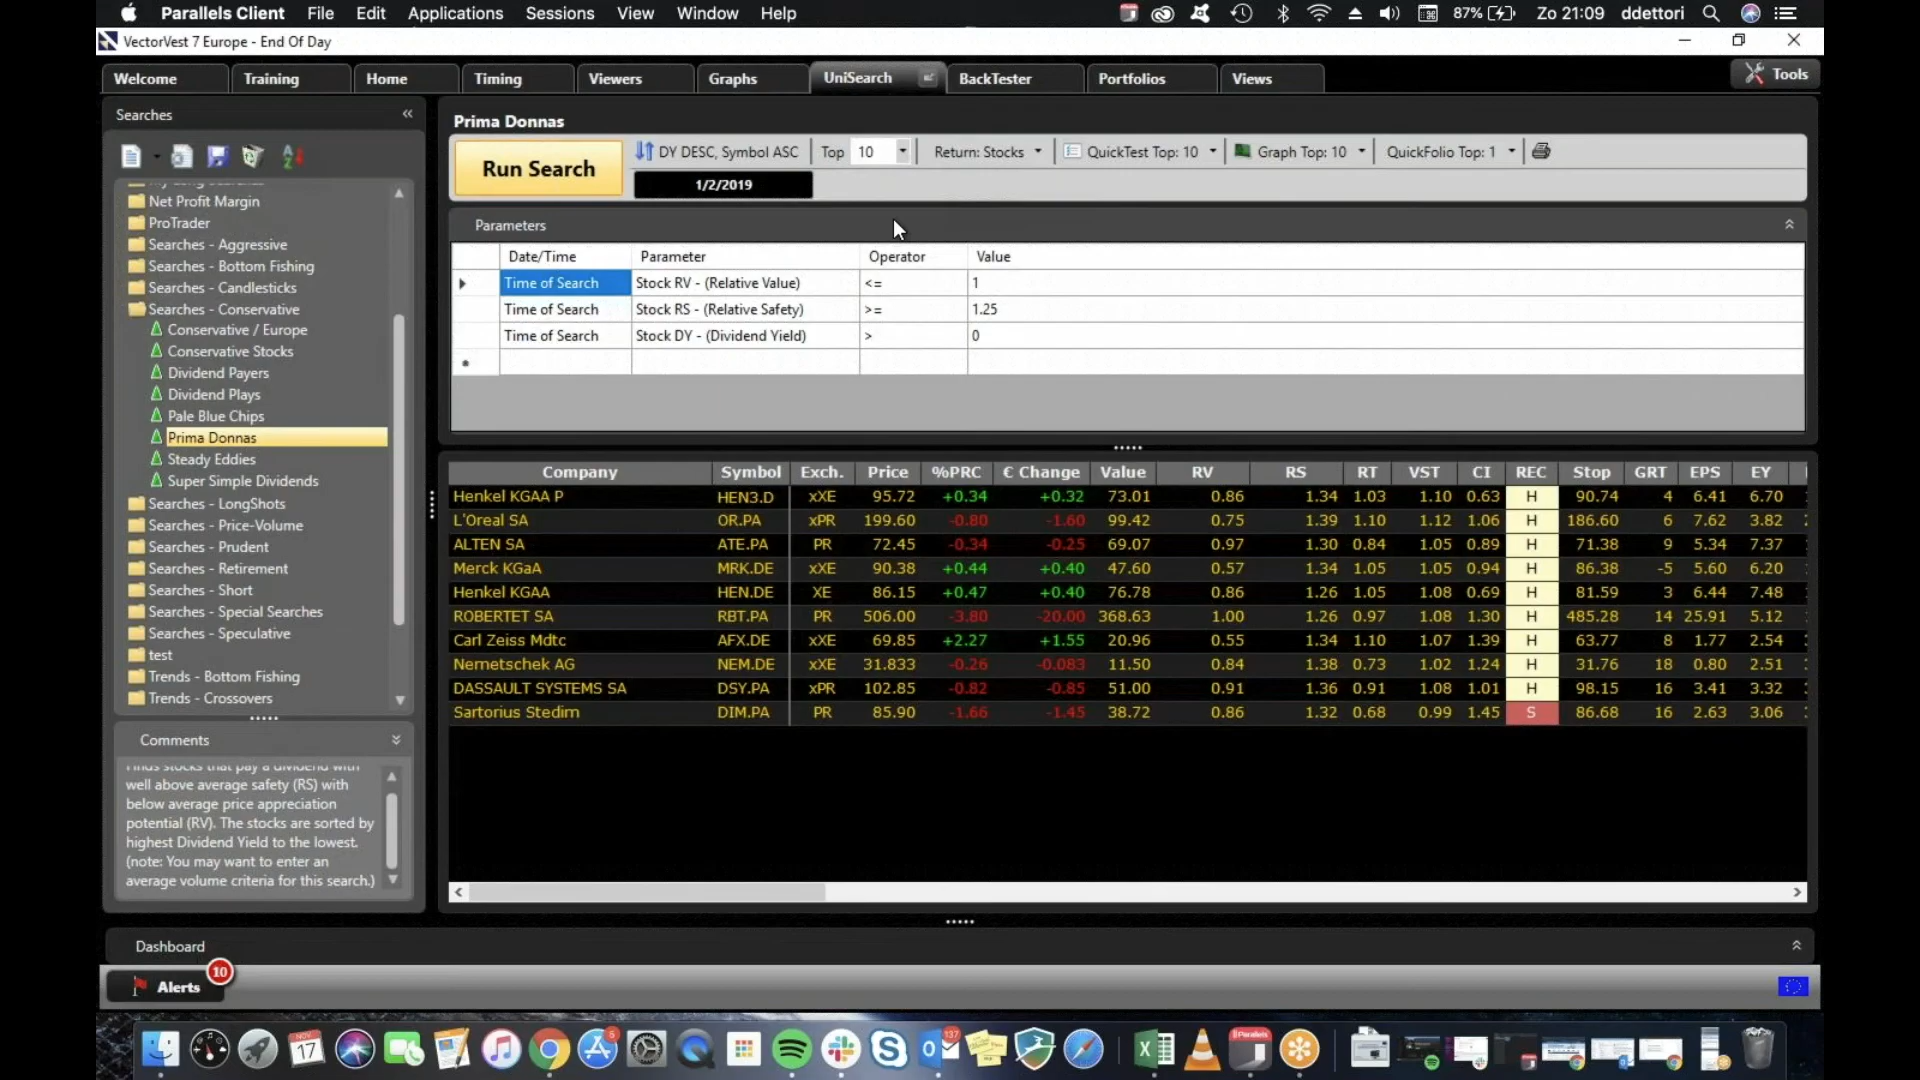 Parallels Client File Edit Applications Sessions View Window Help 87% Zo 21:09 ddettori
VectorVest 7 Europe - End Of Day
Welcome Training Home Timing Viewers Graphs UniSearch BackTester Portfolios Views Tools
Searches
Net Profit Margin
ProTrader
Searches - Aggressive
Searches - Bottom Fishing
Searches - Candlesticks
Searches - Conservative
Conservative / Europe
Conservative Stocks
Dividend Payers
Dividend Plays
Pale Blue Chips
Prima Donnas
Steady Eddies
Super Simple Dividends
Searches - LongShots
Searches - Price-Volume
Searches - Prudent
Searches - Retirement
Searches - Short
Searches - Special Searches
Searches - Speculative
test
Trends - Bottom Fishing
Trends - Crossovers
Comments
Finds stocks that pay a dividend with
well above average safety (RS) with
below average price appreciation
potential (RV). The stocks are sorted by
highest Dividend Yield to the lowest.
(note: You may want to enter an
average volume criteria for this search.)
Prima Donnas
Run Search
DY DESC, Symbol ASC Top 10 Return: Stocks QuickTest Top: 10 Graph Top: 10 QuickFolio Top: 1
1/2/2019
Parameters
Date/Time Parameter Operator Value
Time of Search Stock RV - (Relative Value) <= 1
Time of Search Stock RS - (Relative Safety) >= 1.25
Time of Search Stock DY - (Dividend Yield) > 0
Company Symbol Exch. Price %PRC € Change Value RV RS RT VST CI REC Stop GRT EPS EY
Henkel KGAA P HEN3.D xXE 95.72 +0.34 +0.32 73.01 0.86 1.34 1.03 1.10 0.63 H 90.74 4 6.41 6.70
L'Oreal SA OR.PA xPR 199.60 -0.80 -1.60 99.42 0.75 1.39 1.10 1.12 1.06 H 186.60 6 7.62 3.82
ALTEN SA ATE.PA PR 72.45 -0.34 -0.25 69.07 0.97 1.30 0.84 1.05 0.89 H 71.38 9 5.34 7.37
Merck KGaA MRK.DE xXE 90.38 +0.44 +0.40 47.60 0.57 1.34 1.05 1.05 0.94 H 86.38 -5 5.60 6.20
Henkel KGAA HEN.DE XE 86.15 +0.47 +0.40 76.78 0.86 1.26 1.05 1.08 0.69 H 81.59 3 6.44 7.48
ROBERTET SA RBT.PA PR 506.00 -3.80 -20.00 368.63 1.00 1.26 0.97 1.08 1.30 H 485.28 14 25.91 5.12
Carl Zeiss Mdtc AFX.DE xXE 69.85 +2.27 +1.55 20.96 0.55 1.34 1.10 1.07 1.39 H 63.77 8 1.77 2.54
Nemetschek AG NEM.DE xXE 31.833 -0.26 -0.083 11.50 0.84 1.38 0.73 1.02 1.24 H 31.76 18 0.80 2.51
DASSAULT SYSTEMS SA DSY.PA xPR 102.85 -0.82 -0.85 51.00 0.91 1.36 0.91 1.08 1.01 H 98.15 16 3.41 3.32
Sartorius Stedim DIM.PA PR 85.90 -1.66 -1.45 38.72 0.86 1.32 0.68 0.99 1.45 S 86.68 16 2.63 3.06
Dashboard
Alerts 10
NOV
17
5
137
Parallels